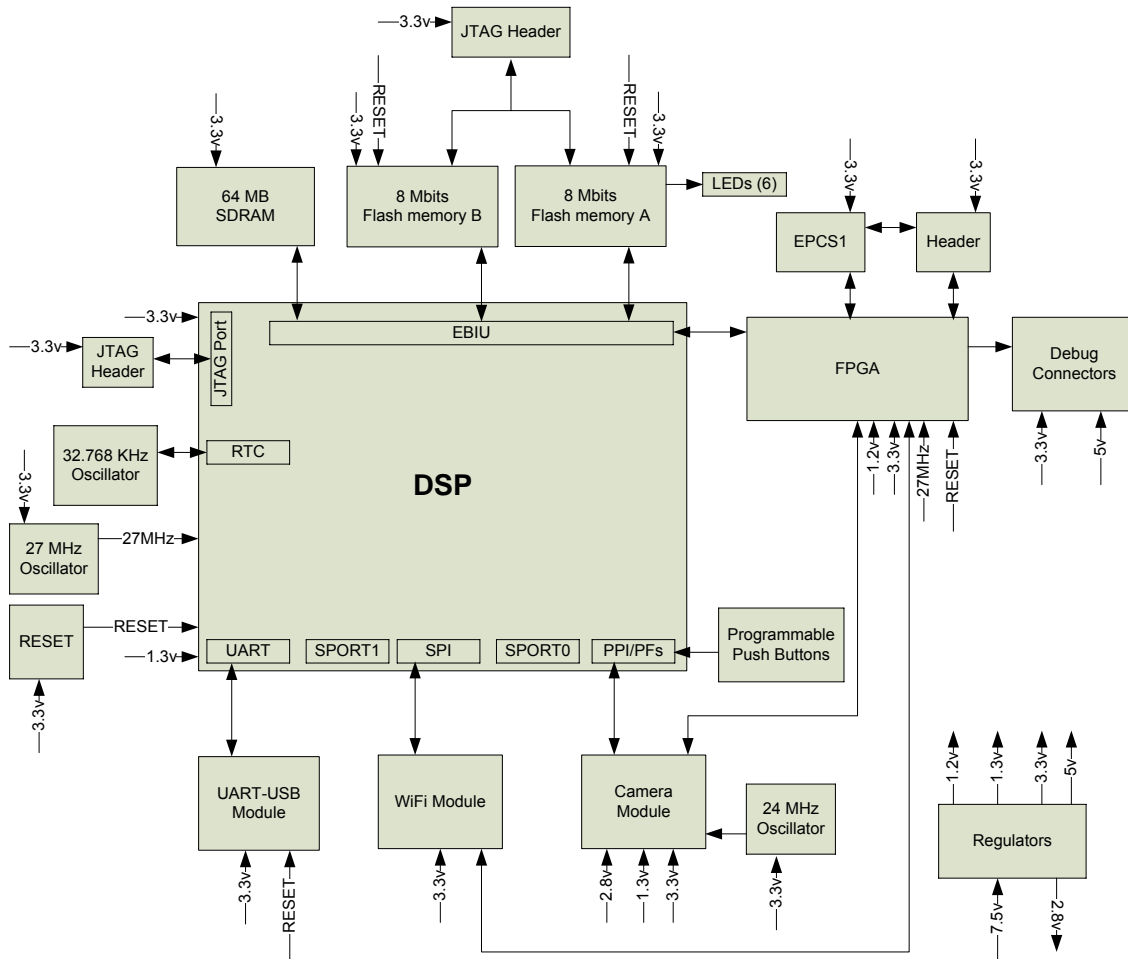 3.3v
JTAG Header
3.3v
RESET
RESET
3.3v
3.3v
64 MB
SDRAM
8 Mbits
Flash memory B
8 Mbits
Flash memory A
LEDs (6)
3.3v
3.3v
EPCS1
Header
3.3v
3.3v
JTAG
Header
JTAG Port
EBIU
FPGA
Debug
Connectors
32.768 KHz
Oscillator
RTC
DSP
1.2v
3.3v
27MHz
RESET
3.3v
5v
3.3v
27 MHz
Oscillator
27MHz
RESET
RESET
1.3v
3.3v
UART
SPORT1
SPI
SPORT0
PPI/PFs
Programmable
Push Buttons
UART-USB
Module
WiFi Module
Camera
Module
24 MHz
Oscillator
3.3v
RESET
3.3v
2.8v
1.3v
3.3v
3.3v
1.2v
1.3v
3.3v
5v
Regulators
7.5v
2.8v